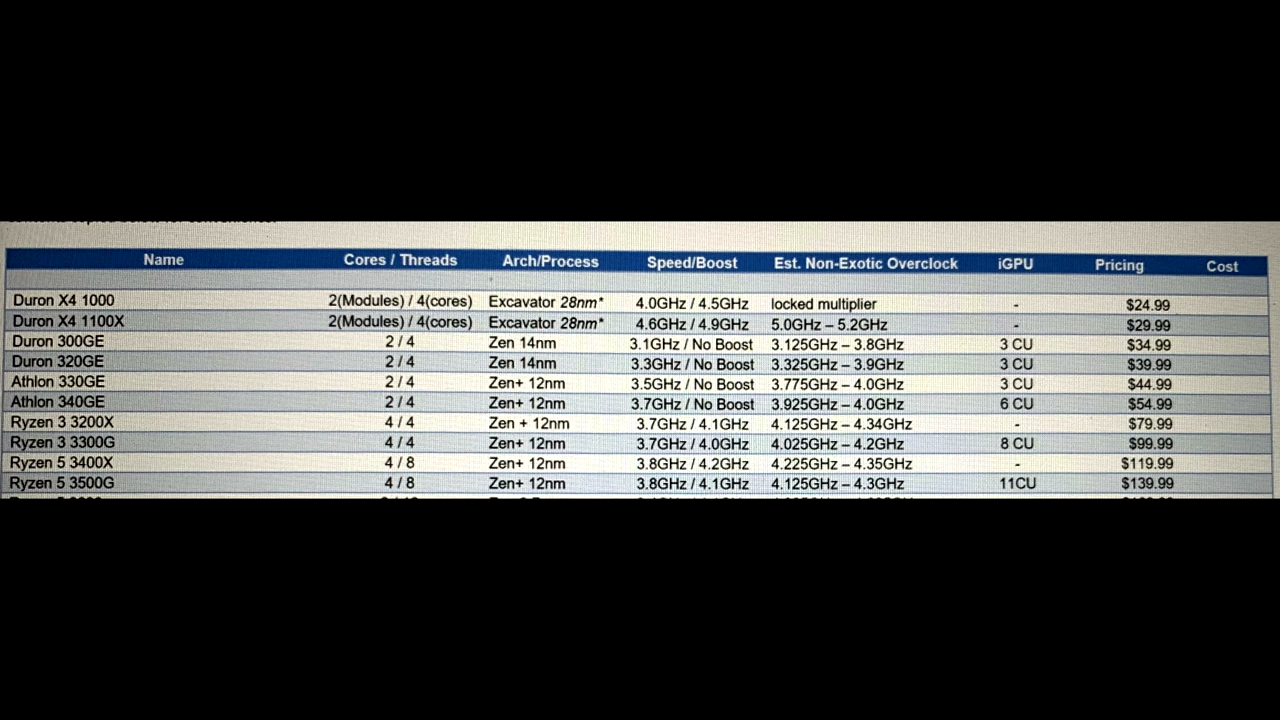 Name Cores / Threads Arch/Process Speed/Boost Est. Non-Exotic Overclock iGPU Pricing Cost
Duron X4 1000 2(Modules) / 4(cores) Excavator 28nm* 4.0GHz / 4.5GHz locked multiplier - $24.99
Duron X4 1100X 2(Modules) / 4(cores) Excavator 28nm* 4.6GHz / 4.9GHz 5.0GHz – 5.2GHz - $29.99
Duron 300GE 2 / 4 Zen 14nm 3.1GHz / No Boost 3.125GHz – 3.8GHz 3 CU $34.99
Duron 320GE 2 / 4 Zen 14nm 3.3GHz / No Boost 3.325GHz – 3.9GHz 3 CU $39.99
Athlon 330GE 2 / 4 Zen+ 12nm 3.5GHz / No Boost 3.775GHz – 4.0GHz 3 CU $44.99
Athlon 340GE 2 / 4 Zen+ 12nm 3.7GHz / No Boost 3.925GHz – 4.0GHz 6 CU $54.99
Ryzen 3 3200X 4 / 4 Zen + 12nm 3.7GHz / 4.1GHz 4.125GHz – 4.34GHz - $79.99
Ryzen 3 3300G 4 / 4 Zen+ 12nm 3.7GHz / 4.0GHz 4.025GHz – 4.2GHz 8 CU $99.99
Ryzen 5 3400X 4 / 8 Zen+ 12nm 3.8GHz / 4.2GHz 4.225GHz – 4.35GHz - $119.99
Ryzen 5 3500G 4 / 8 Zen+ 12nm 3.8GHz / 4.1GHz 4.125GHz – 4.3GHz 11CU $139.99